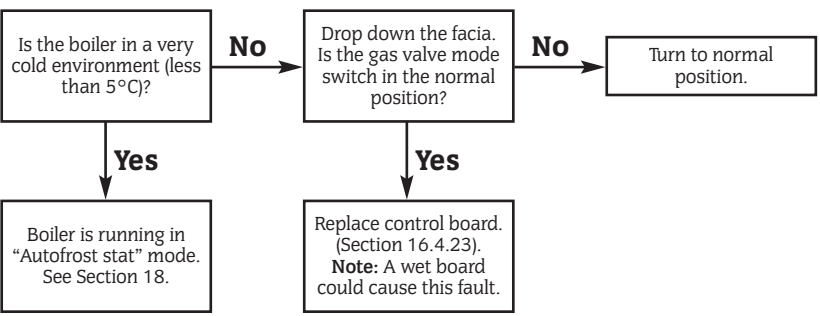 Is the boiler in a very
cold environment (less
than 5°C)?
No
Drop down the facia.
Is the gas valve mode
switch in the normal
position?
No
Turn to normal
position.
Yes
Yes
Boiler is running in
“Autofrost stat” mode.
See Section 18.
Replace control board.
(Section 16.4.23).
Note: A wet board
could cause this fault.